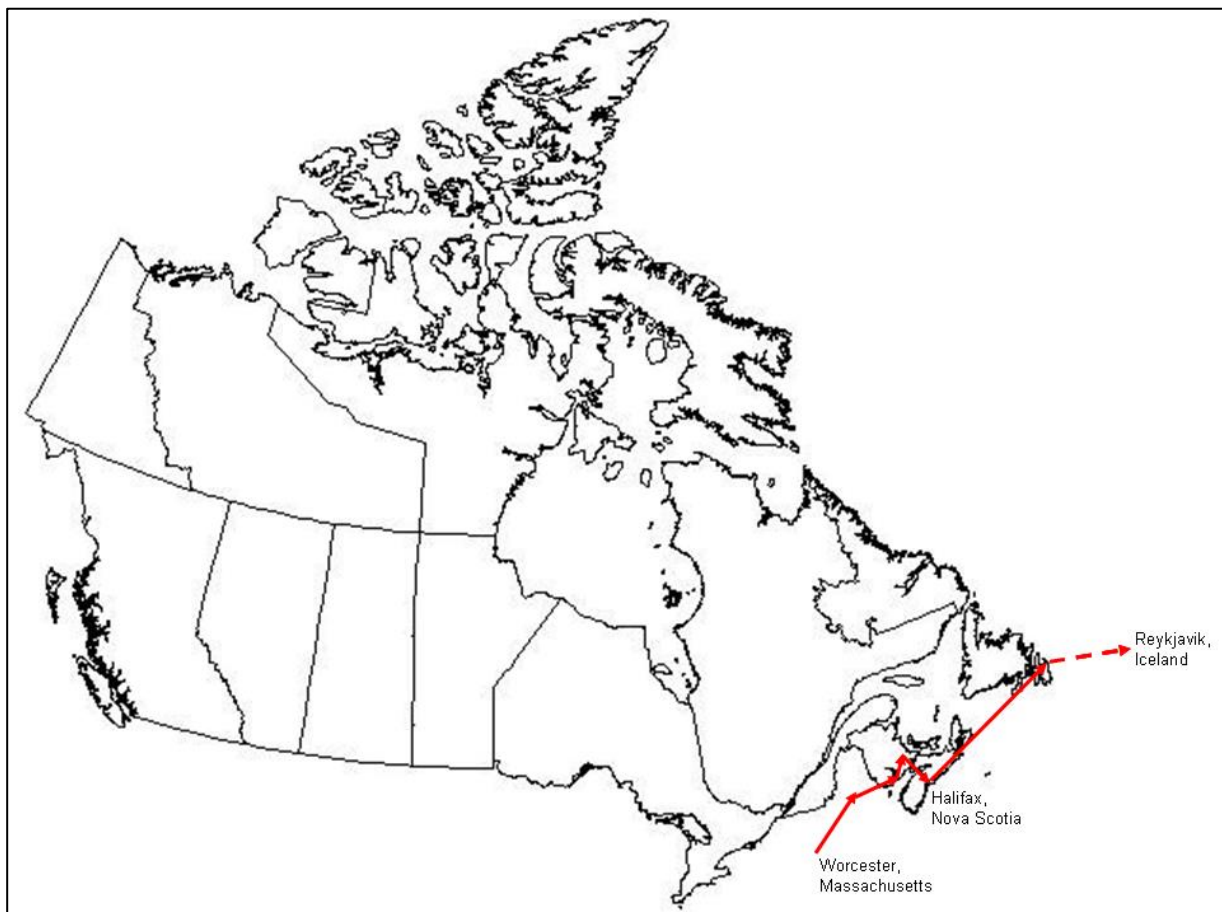 Reykjavik,
Iceland
Halifax,
Nova Scotia
Worcester,
Massachusetts